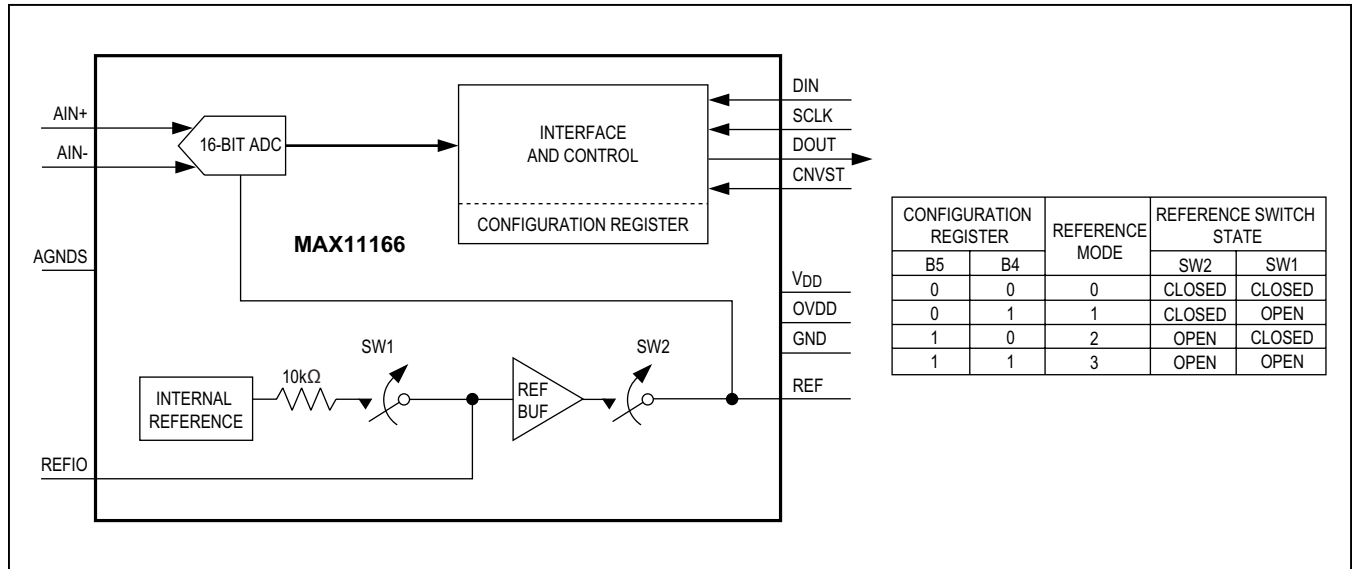 AIN+
AIN-
AGNDS
REFIO
16-BIT ADC
INTERFACE
AND CONTROL
CONFIGURATION REGISTER
MAX11166
INTERNAL
REFERENCE
10kΩ
SW1
REF
BUF
SW2
DIN
SCLK
DOUT
CNVST
VDD
OVDD
GND
REF
CONFIGURATION
REGISTER
REFERENCE
MODE
REFERENCE SWITCH
STATE
B5 B4 SW2 SW1
0 0 0 CLOSED CLOSED
0 1 1 CLOSED OPEN
1 0 2 OPEN CLOSED
1 1 3 OPEN OPEN